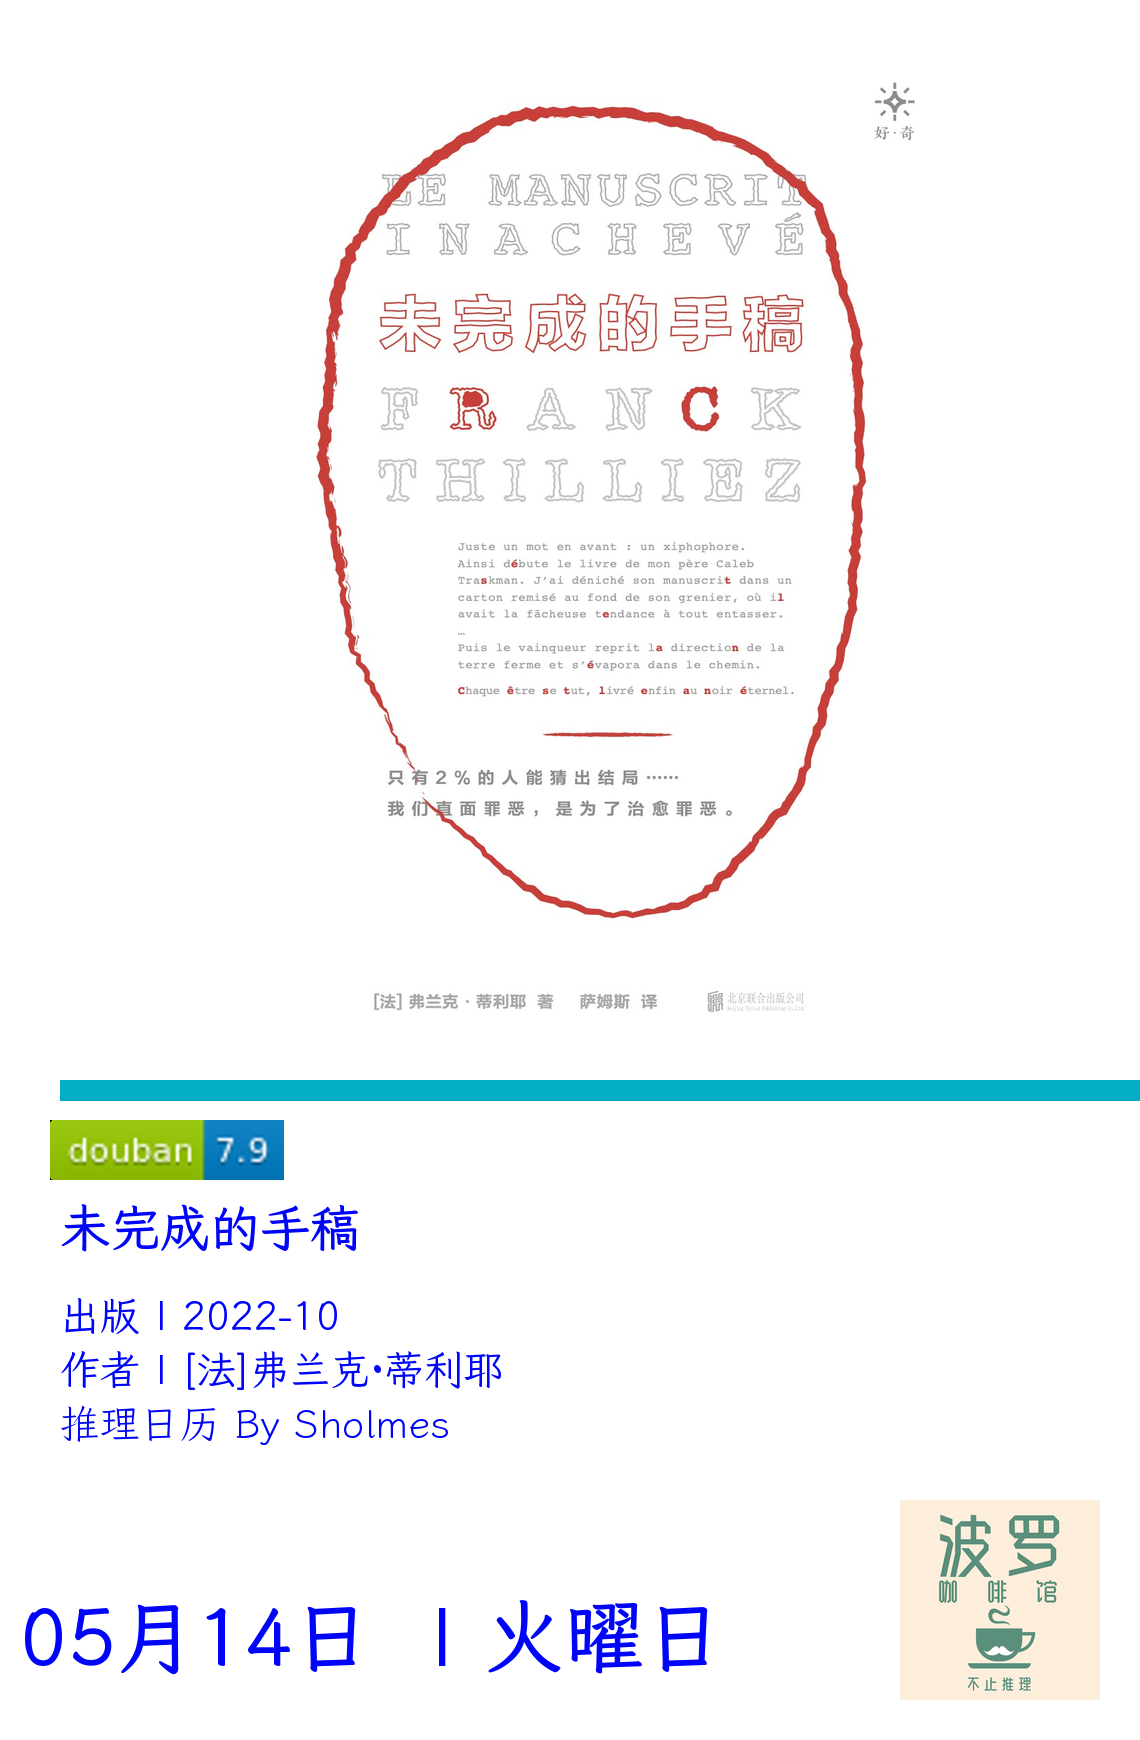 好·奇
LE MANUSCRIT
INACHEVÉ
未完成的手稿
FRANCK
THILLIEZ
Juste un mot en avant : un xiphophore.
Ainsi débute le livre de mon père Caleb
Traskman. J'ai déniché son manuscrit dans un
carton remisé au fond de son grenier, où il
avait la fâcheuse tendance à tout entasser.
…
Puis le vainqueur reprit la direction de la
terre ferme et s'évapora dans le chemin.
Chaque être se tut, livré enfin au noir éternel.
只有2%的人能猜出结局……
我们直面罪恶，是为了治愈罪恶。
[法] 弗兰克·蒂利耶 著 萨姆斯 译
北京联合出版公司
Beijing United Publishing Co.,Ltd.
douban 7.9
未完成的手稿
出版 | 2022-10
作者 | [法]弗兰克·蒂利耶
推理日历 By Sholmes
波罗
咖啡馆
不止推理
05月14日 | 火曜日